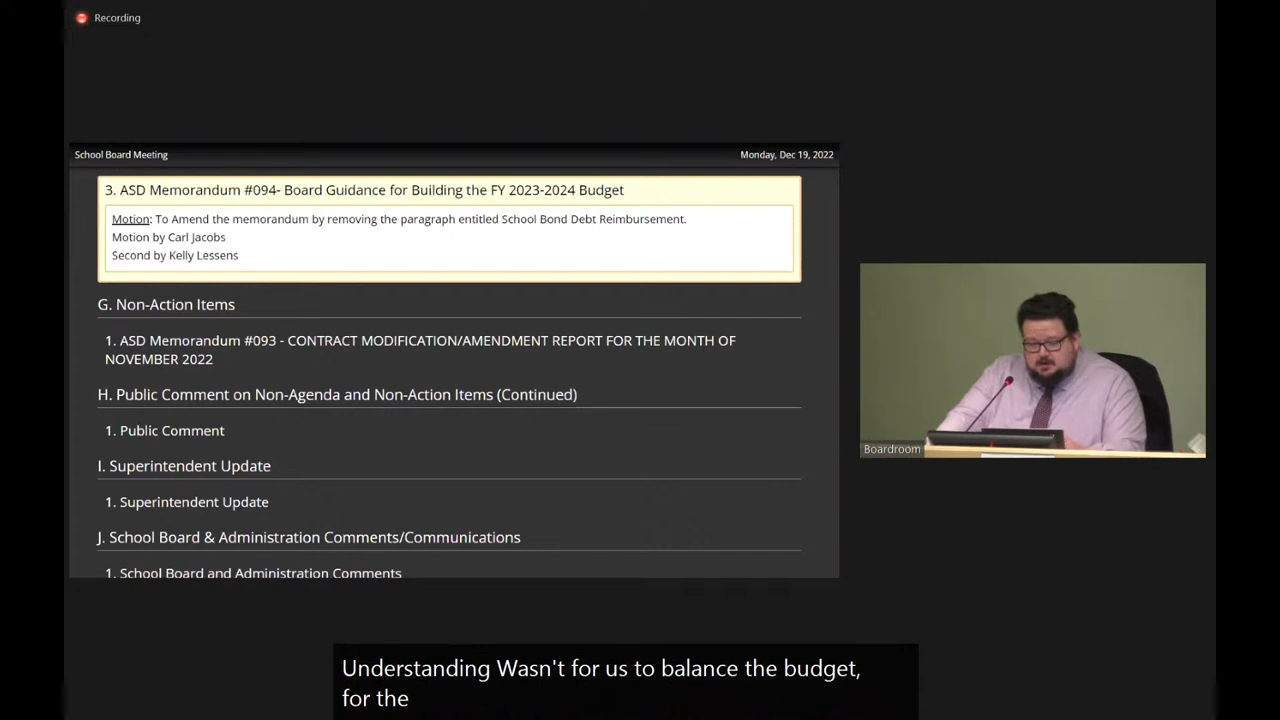 Recording
School Board Meeting
Monday, Dec 19, 2022
3. ASD Memorandum #094- Board Guidance for Building the FY 2023-2024 Budget
Motion: To Amend the memorandum by removing the paragraph entitled School Bond Debt Reimbursement.
Motion by Carl Jacobs
Second by Kelly Lessens
G. Non-Action Items
1. ASD Memorandum #093 - CONTRACT MODIFICATION/AMENDMENT REPORT FOR THE MONTH OF
NOVEMBER 2022
H. Public Comment on Non-Agenda and Non-Action Items (Continued)
1. Public Comment
I. Superintendent Update
1. Superintendent Update
J. School Board & Administration Comments/Communications
1. School Board and Administration Comments
Boardroom
Understanding Wasn't for us to balance the budget,
for the